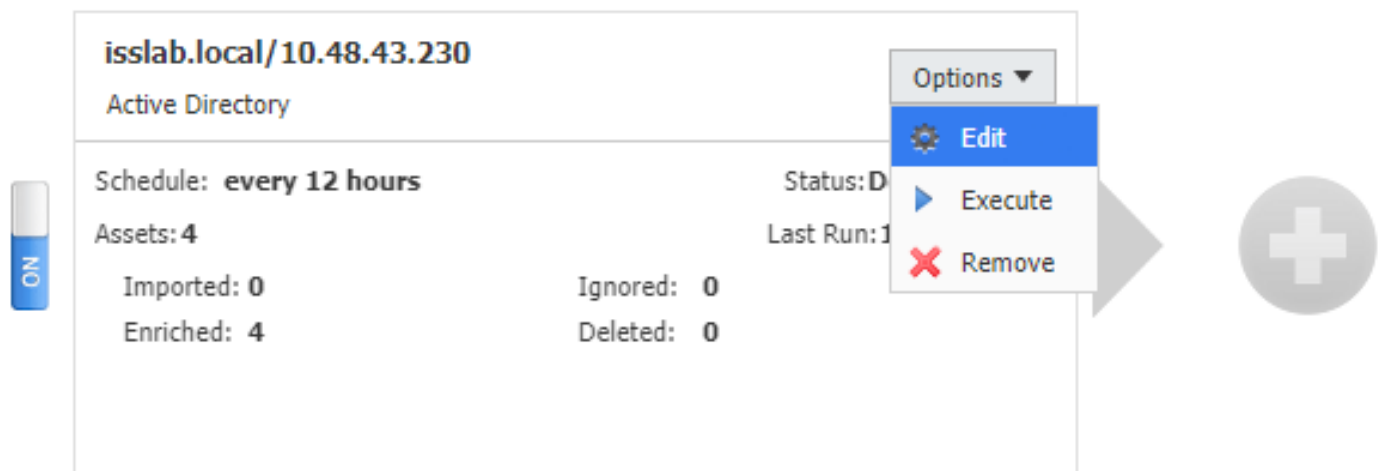 isslab.local/10.48.43.230
Active Directory
Options
Edit
Execute
Remove
Schedule: every 12 hours
Status:
Assets: 4
Last Run:
Imported: 0
Ignored: 0
Enriched: 4
Deleted: 0
ON